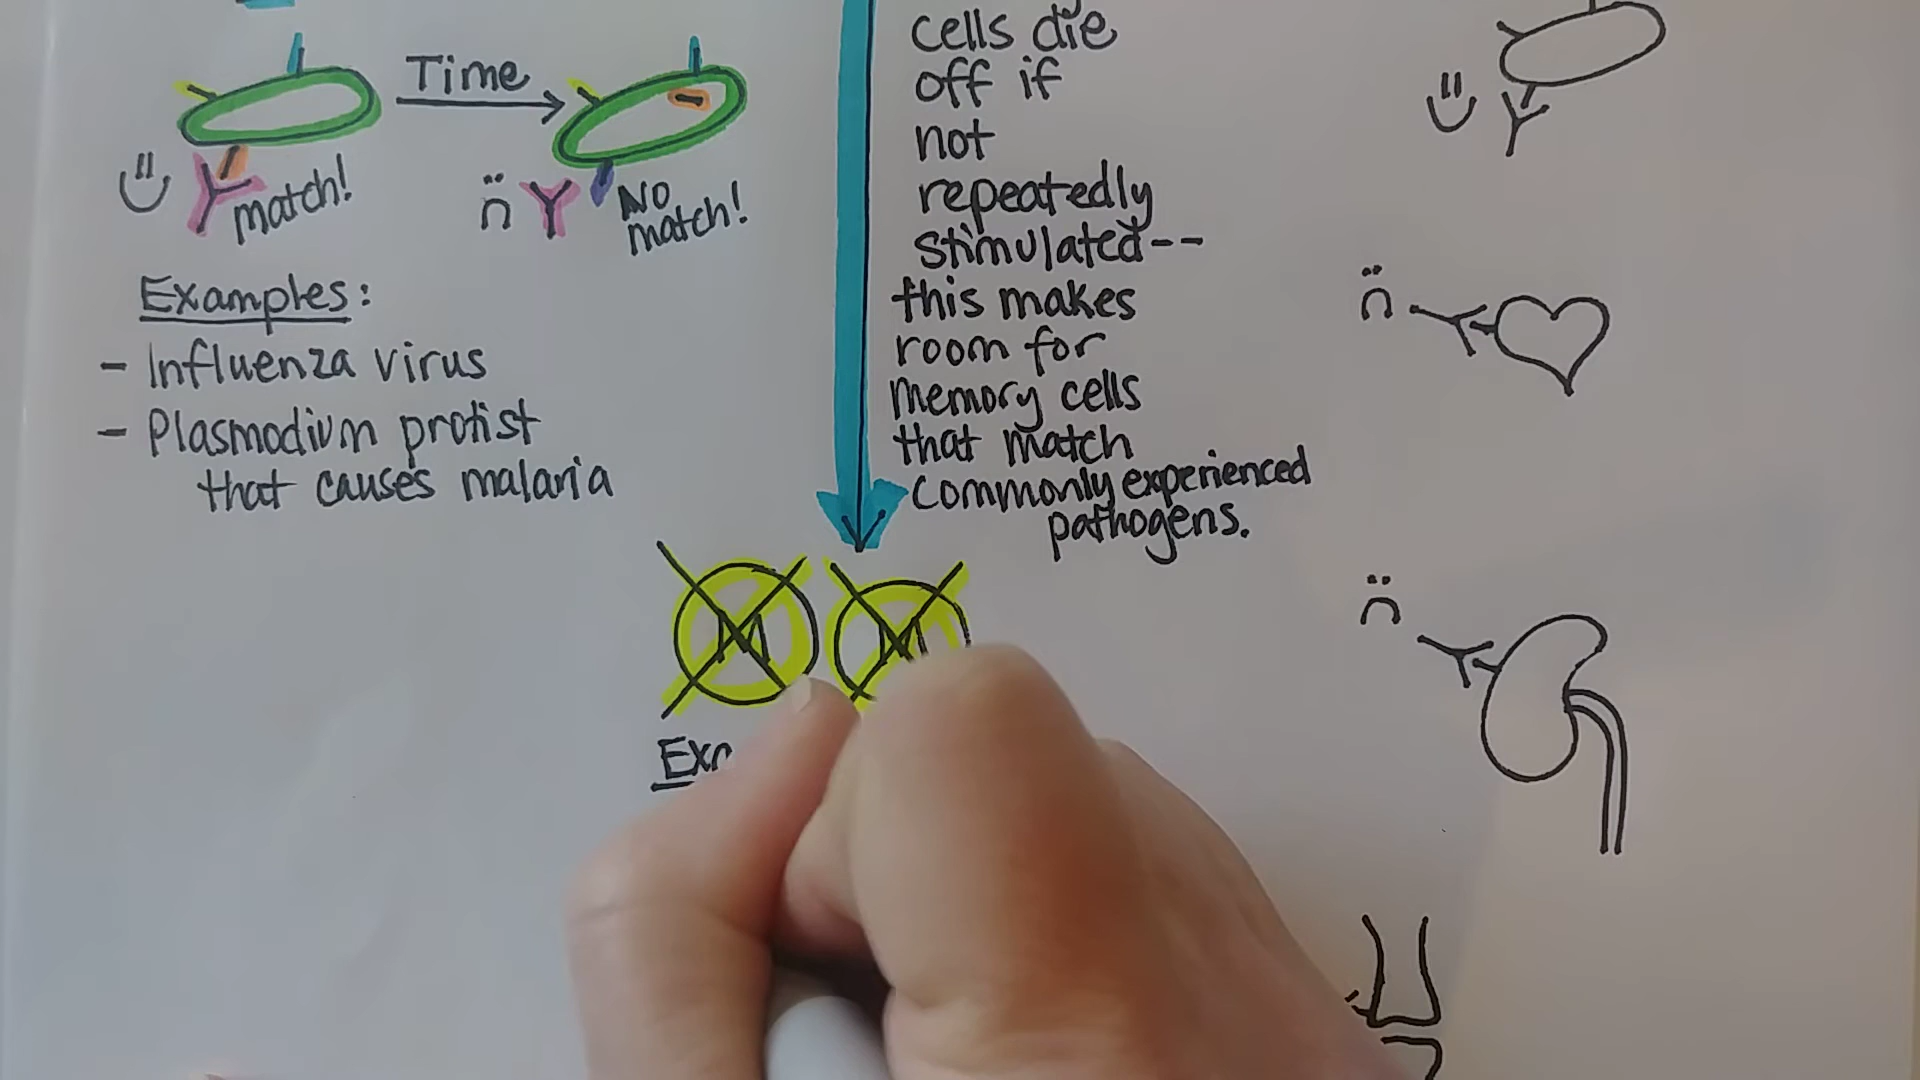 Time
match!
No
match!
Examples:
- Influenza virus
- Plasmodium protist
that causes malaria
cells die
off if
not
repeatedly
stimulated--
this makes
room for
memory cells
that match
commonly experienced
pathogens.
M
M